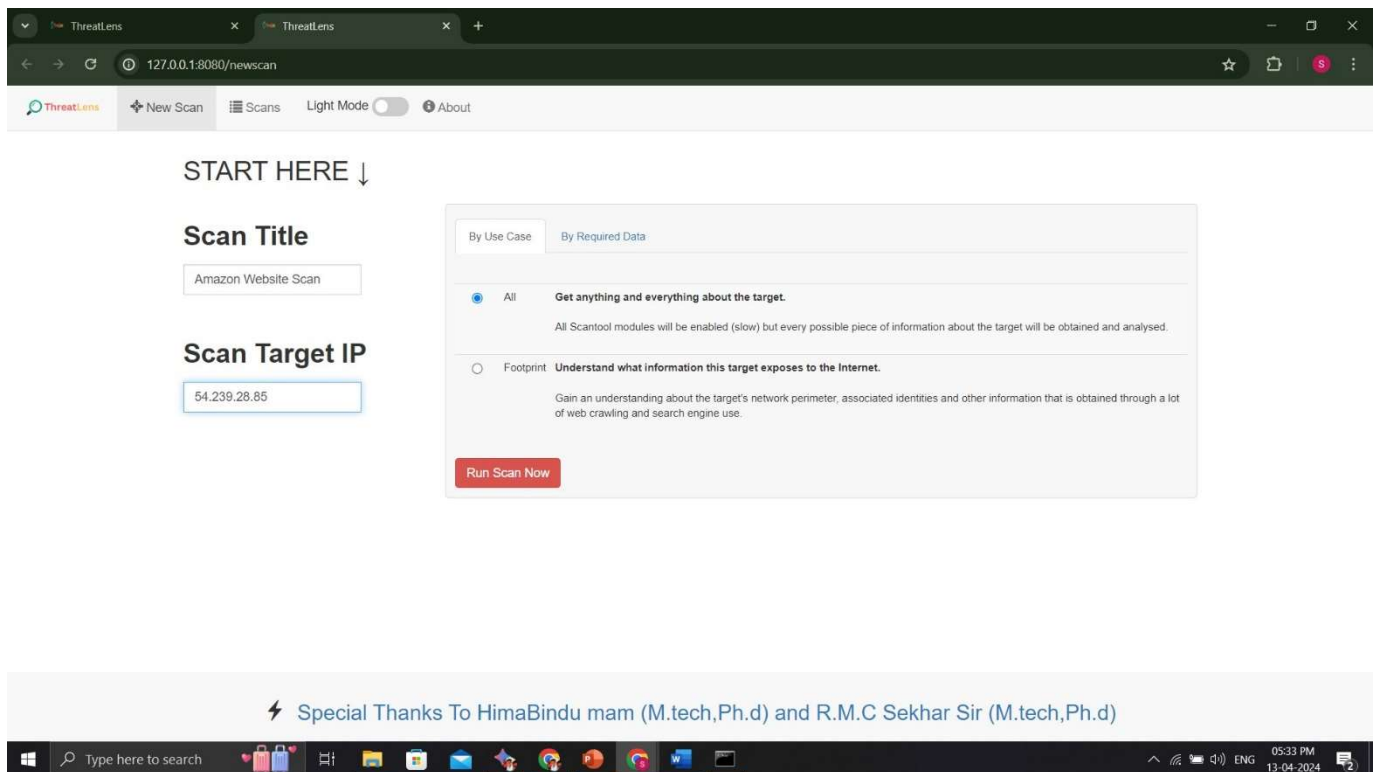 ThreatLens
ThreatLens
127.0.0.1:8080/newscan
S
ThreatLens
New Scan
Scans
Light Mode
About
START HERE ↓
Scan Title
Amazon Website Scan
Scan Target IP
54.239.28.85
By Use Case
By Required Data
All
Get anything and everything about the target.
All Scantool modules will be enabled (slow) but every possible piece of information about the target will be obtained and analysed.
Footprint
Understand what information this target exposes to the Internet.
Gain an understanding about the target's network perimeter, associated identities and other information that is obtained through a lot
of web crawling and search engine use.
Run Scan Now
Special Thanks To HimaBindu mam (M.tech,Ph.d) and R.M.C Sekhar Sir (M.tech,Ph.d)
Type here to search
ENG
05:33 PM
13-04-2024
2